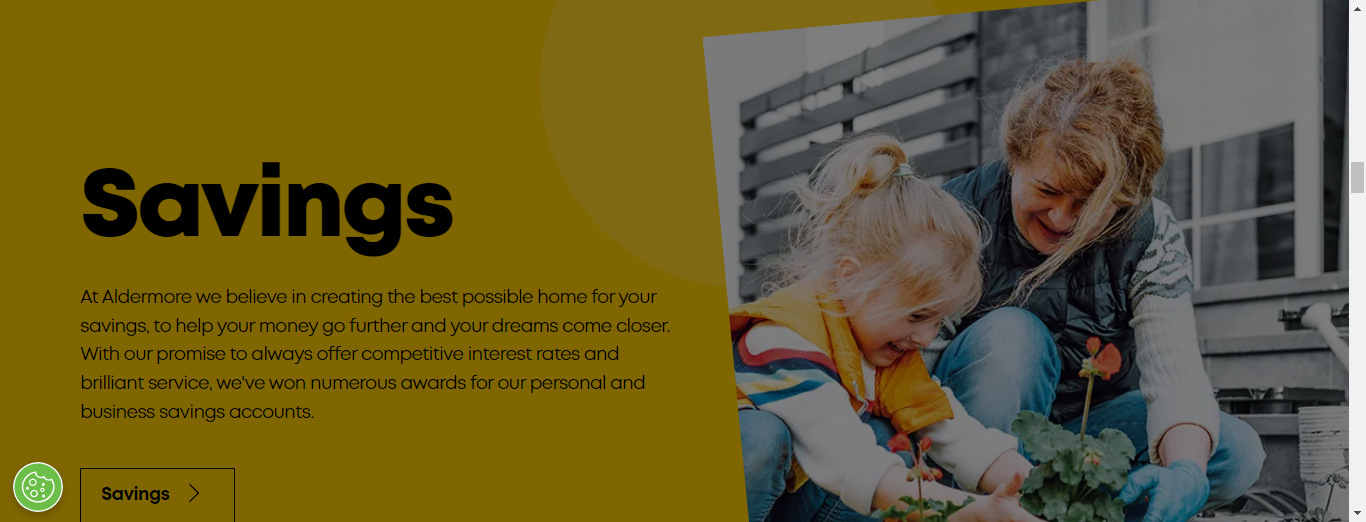 Savings
At Aldermore we believe in creating the best possible home for your
savings, to help your money go further and your dreams come closer.
With our promise to always offer competitive interest rates and
brilliant service, we've won numerous awards for our personal and
business savings accounts.
Savings